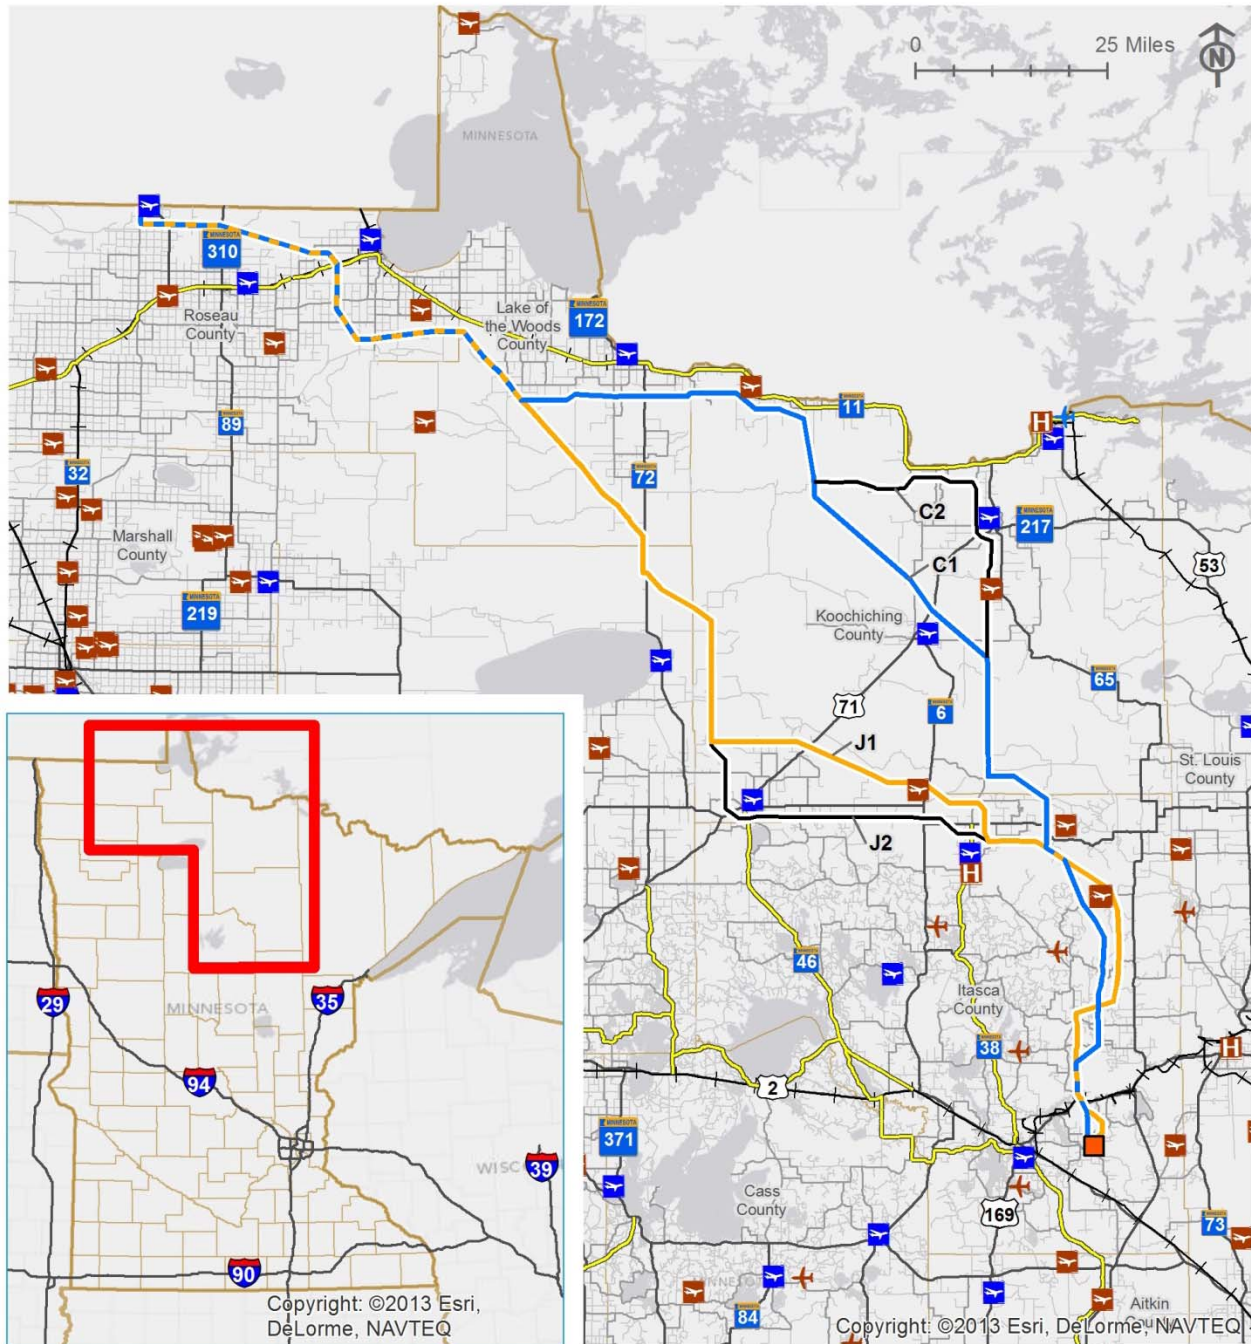 0 25 Miles
N
MINNESOTA
MINNESOTA
310
Roseau
County
Lake of
the Woods
County
MINNESOTA
172
11
H
89
32
72
C2
MINNESOTA
217
Marshall
County
C1
53
MINNESOTA
219
Koochiching
County
65
71
6
J1
St. Louis
County
J2
H
46
Itasca
County
38
H
2
MINNESOTA
371
Cass
County
169
73
MINNESOTA
84
Aitkin
Copyright: ©2013 Esri, DeLorme, NAVTEQ
29
MINNESOTA
35
94
WISC
39
90
Copyright: ©2013 Esri,
DeLorme, NAVTEQ